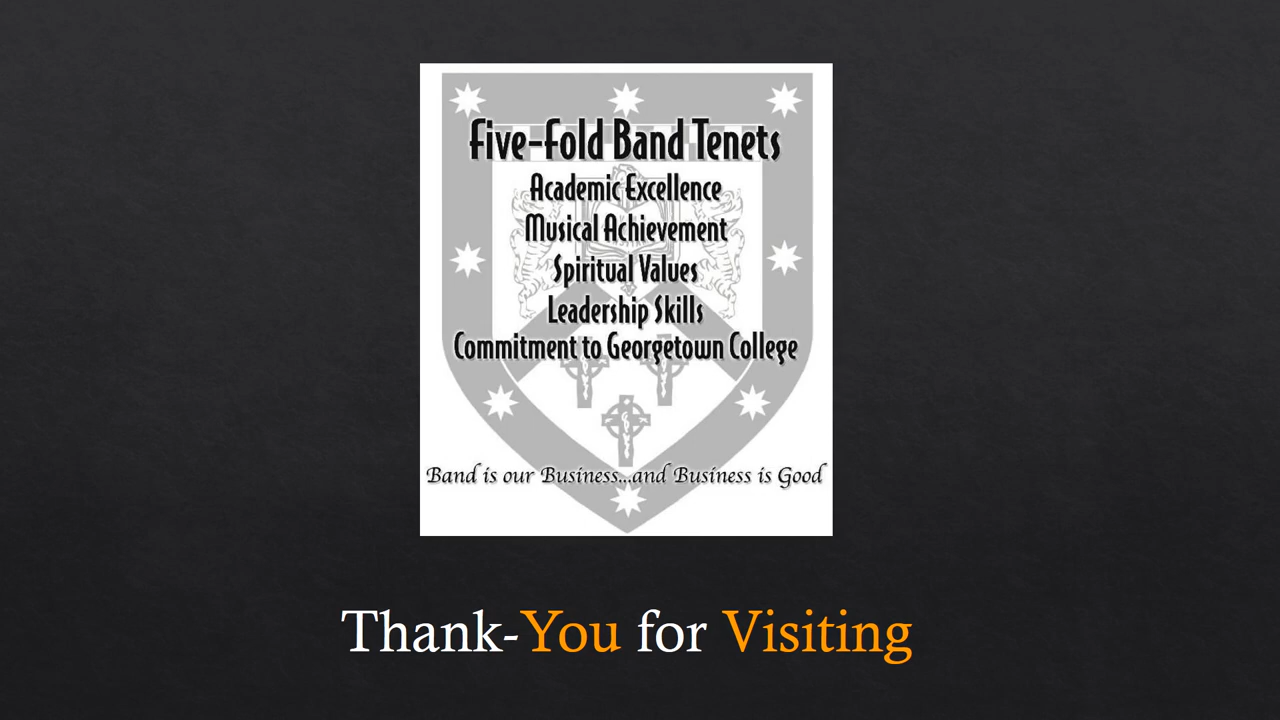 Five-Fold Band Tenets
Academic Excellence
Musical Achievement
Spiritual Values
Leadership Skills
Commitment to Georgetown College
Band is our Business...and Business is Good
Thank-You for Visiting